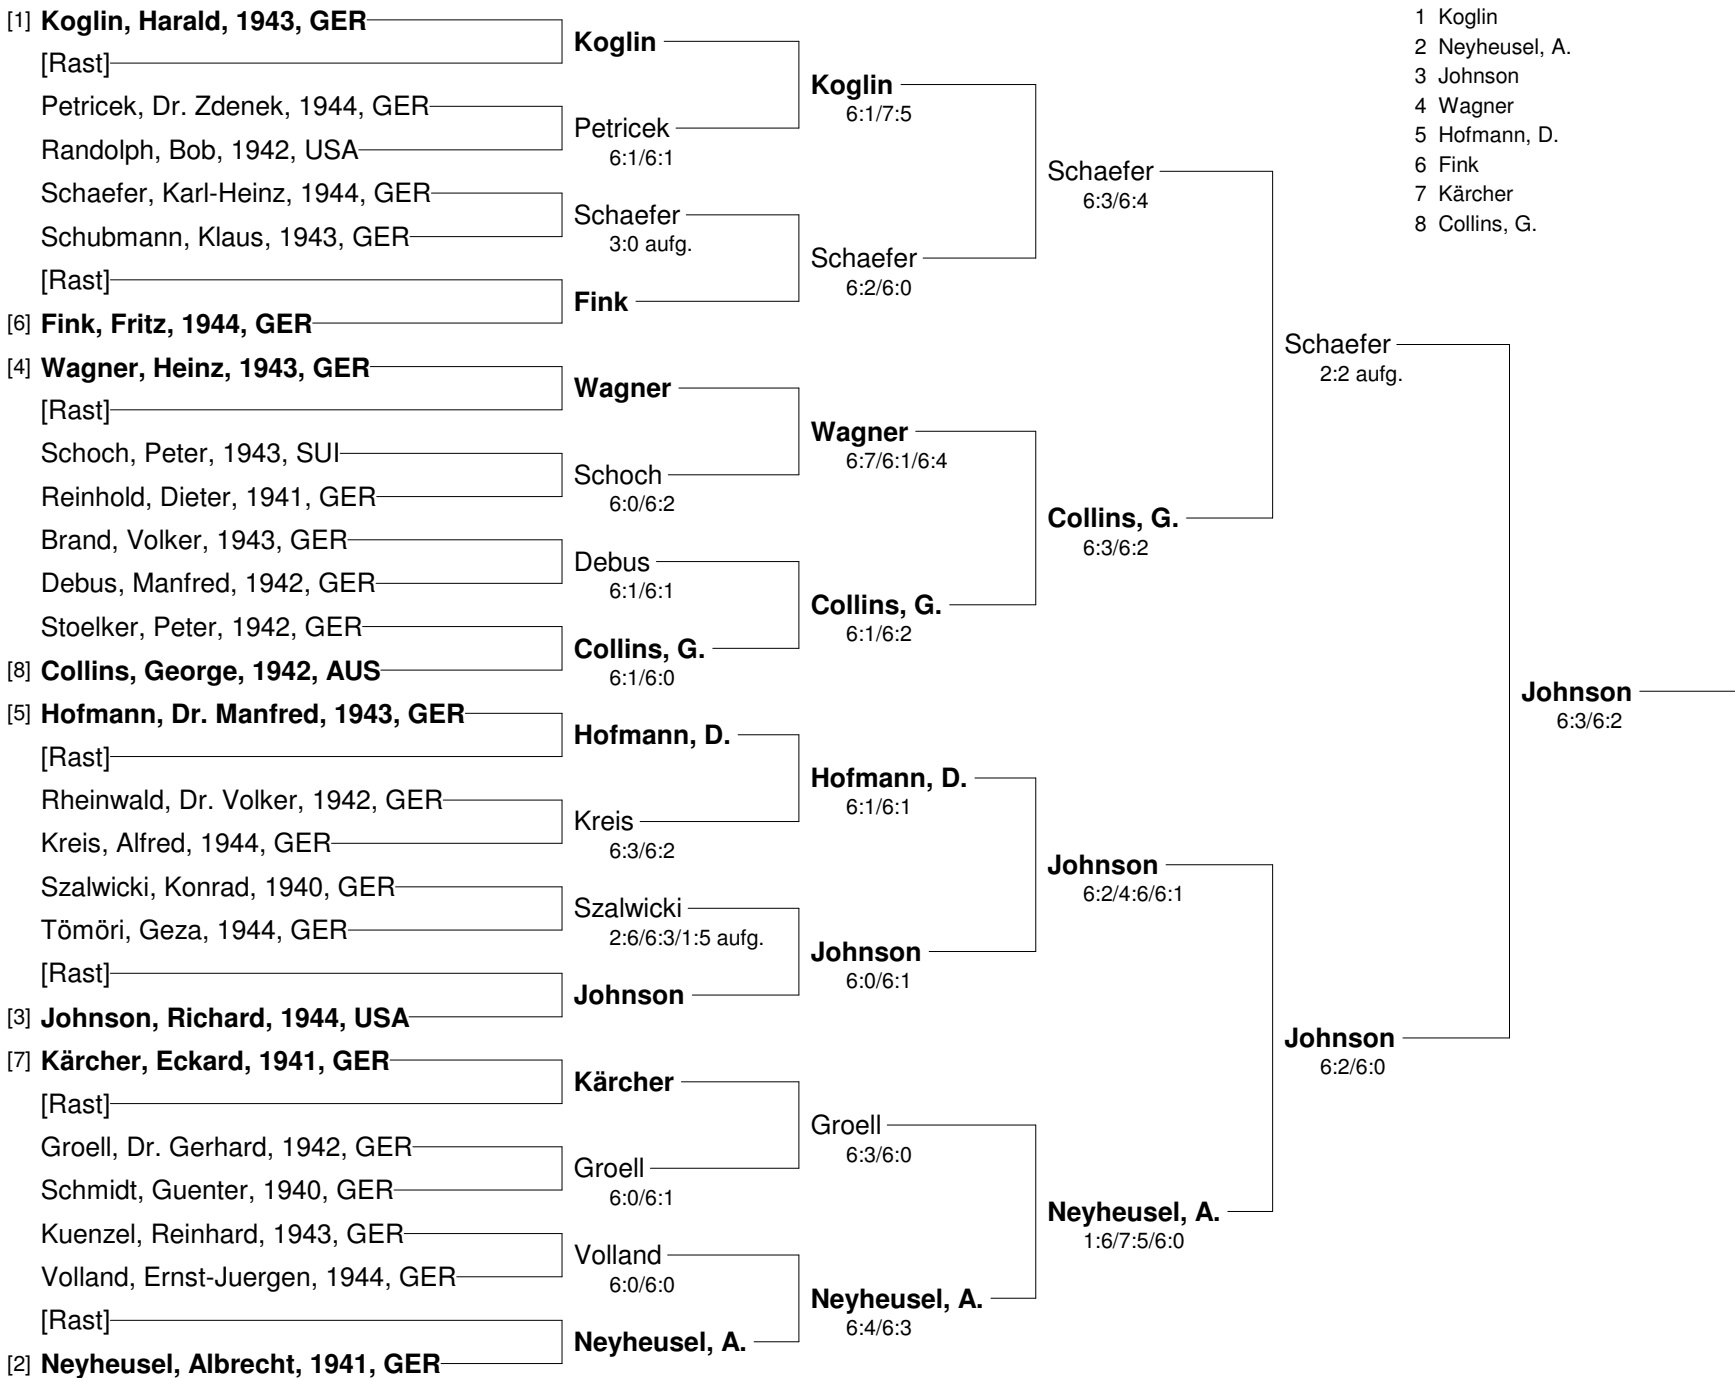 [1] Koglin, Harald, 1943, GER
[Rast]
Petricek, Dr. Zdenek, 1944, GER
Randolph, Bob, 1942, USA
Schaefer, Karl-Heinz, 1944, GER
Schubmann, Klaus, 1943, GER
[Rast]
[6] Fink, Fritz, 1944, GER
[4] Wagner, Heinz, 1943, GER
[Rast]
Schoch, Peter, 1943, SUI
Reinhold, Dieter, 1941, GER
Brand, Volker, 1943, GER
Debus, Manfred, 1942, GER
Stoelker, Peter, 1942, GER
[8] Collins, George, 1942, AUS
[5] Hofmann, Dr. Manfred, 1943, GER
[Rast]
Rheinwald, Dr. Volker, 1942, GER
Kreis, Alfred, 1944, GER
Szalwicki, Konrad, 1940, GER
Tömöri, Geza, 1944, GER
[Rast]
[3] Johnson, Richard, 1944, USA
[7] Kärcher, Eckard, 1941, GER
[Rast]
Groell, Dr. Gerhard, 1942, GER
Schmidt, Guenter, 1940, GER
Kuenzel, Reinhard, 1943, GER
Volland, Ernst-Juergen, 1944, GER
[Rast]
[2] Neyheusel, Albrecht, 1941, GER
Koglin
Petricek
6:1/6:1
Schaefer
3:0 aufg.
Fink
Wagner
Schoch
6:0/6:2
Debus
6:1/6:1
Collins, G.
6:1/6:0
Hofmann, D.
Kreis
6:3/6:2
Szalwicki
2:6/6:3/1:5 aufg.
Johnson
Kärcher
Groell
6:0/6:1
Volland
6:0/6:0
Neyheusel, A.
Koglin
6:1/7:5
Schaefer
6:2/6:0
Wagner
6:7/6:1/6:4
Collins, G.
6:1/6:2
Hofmann, D.
6:1/6:1
Johnson
6:0/6:1
Groell
6:3/6:0
Neyheusel, A.
6:4/6:3
Schaefer
6:3/6:4
Collins, G.
6:3/6:2
Johnson
6:2/4:6/6:1
Neyheusel, A.
1:6/7:5/6:0
Schaefer
2:2 aufg.
Johnson
6:2/6:0
Johnson
6:3/6:2
1 Koglin
2 Neyheusel, A.
3 Johnson
4 Wagner
5 Hofmann, D.
6 Fink
7 Kärcher
8 Collins, G.